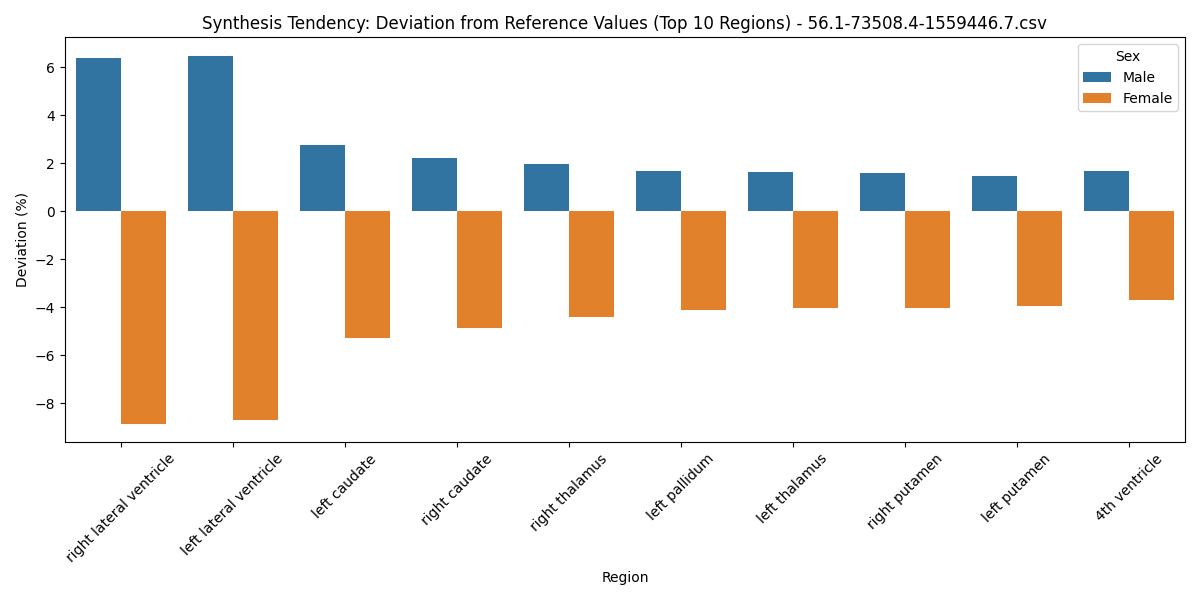 Synthesis Tendency: Deviation from Reference Values (Top 10 Regions) - 56.1-73508.4-1559446.7.csv
Sex
Male
Female
Deviation (%)
6
4
2
0
−2
−4
−6
−8
right lateral ventricle
left lateral ventricle
left caudate
right caudate
right thalamus
left pallidum
left thalamus
right putamen
left putamen
4th ventricle
Region